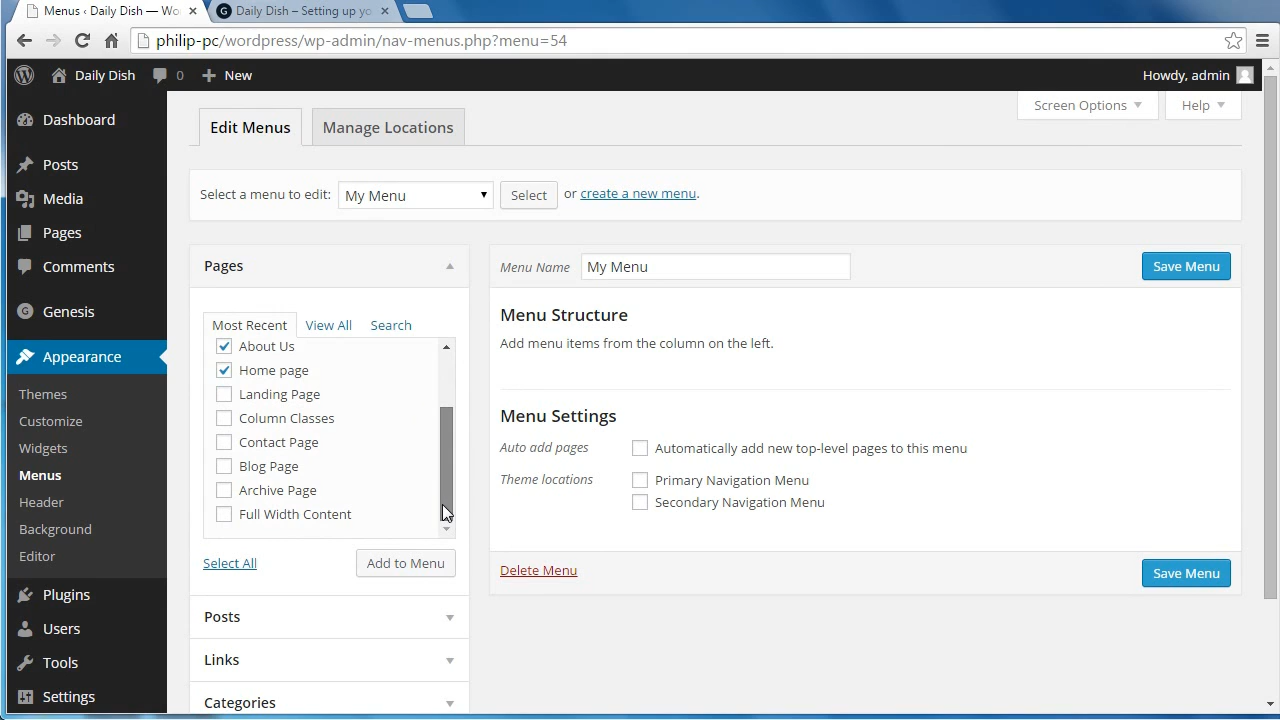 Menus ‹ Daily Dish — Wo
Daily Dish – Setting up yo
philip-pc/wordpress/wp-admin/nav-menus.php?menu=54
Daily Dish
0
New
Howdy, admin
Dashboard
Posts
Media
Pages
Comments
Genesis
Appearance
Themes
Customize
Widgets
Menus
Header
Background
Editor
Plugins
Users
Tools
Settings
Screen Options
Help
Edit Menus
Manage Locations
Select a menu to edit:
My Menu
Select
or create a new menu.
Pages
Most Recent
View All
Search
About Us
Home page
Landing Page
Column Classes
Contact Page
Blog Page
Archive Page
Full Width Content
Select All
Add to Menu
Posts
Links
Categories
Menu Name
My Menu
Save Menu
Menu Structure
Add menu items from the column on the left.
Menu Settings
Auto add pages
Automatically add new top-level pages to this menu
Theme locations
Primary Navigation Menu
Secondary Navigation Menu
Delete Menu
Save Menu